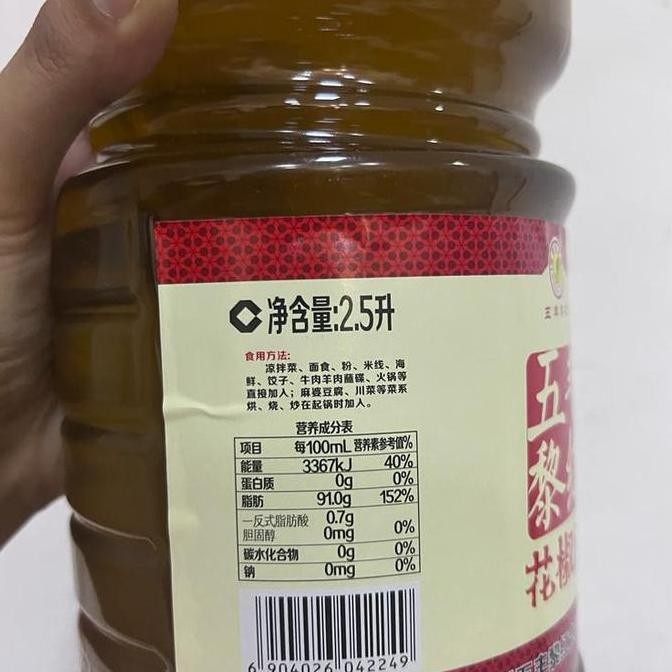 净含量:2.5升
食用方法:
凉拌菜、面食、粉、米线、海
鲜、饺子、牛肉羊肉蘸碟、火锅等
直接加入;麻婆豆腐、川菜等菜系
烘、烧、炒在起锅时加入。
营养成分表
项目 每100mL 营养素参考值%
能量 3367kJ 40%
蛋白质 0g 0%
脂肪 91.0g 152%
一反式脂肪酸 0.7g
胆固醇 0mg 0%
碳水化合物 0g 0%
钠 0mg 0%
6 904026 042249
五
黎
花椒